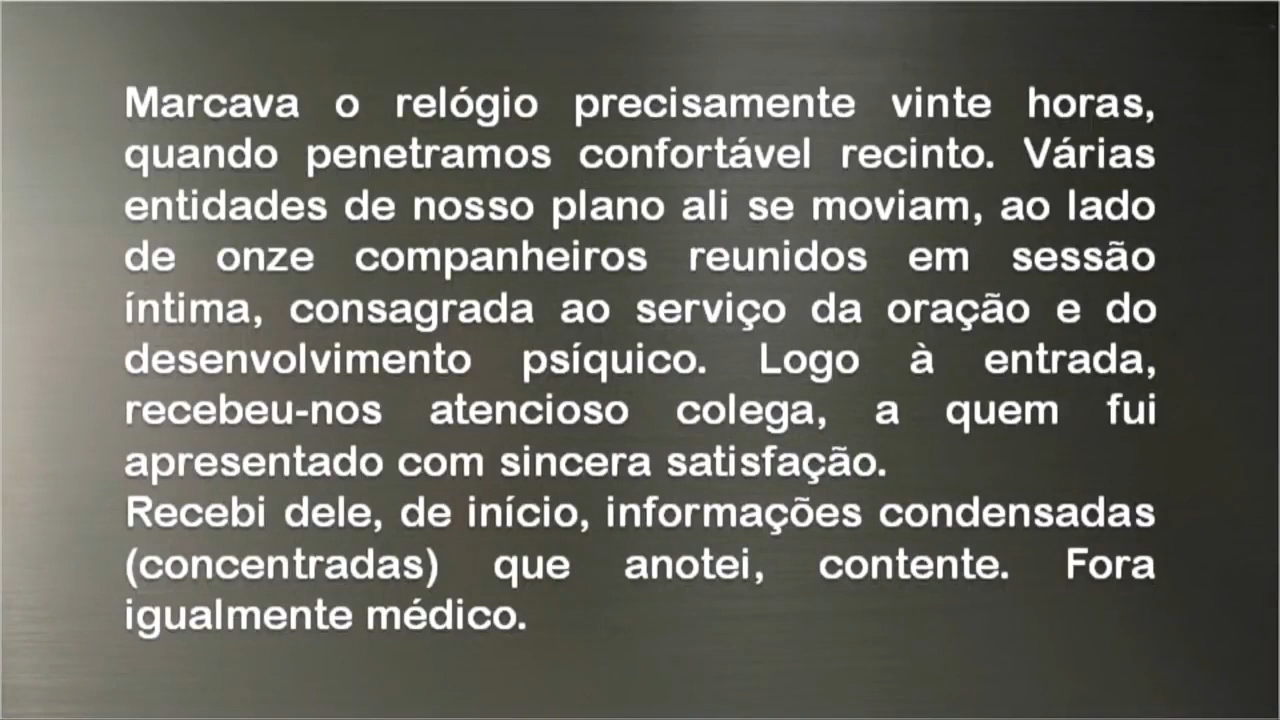 Marcava o relógio precisamente vinte horas,
quando penetramos confortável recinto. Várias
entidades de nosso plano ali se moviam, ao lado
de onze companheiros reunidos em sessão
íntima, consagrada ao serviço da oração e do
desenvolvimento psíquico. Logo à entrada,
recebeu-nos atencioso colega, a quem fui
apresentado com sincera satisfação.
Recebi dele, de início, informações condensadas
(concentradas) que anotei, contente. Fora
igualmente médico.